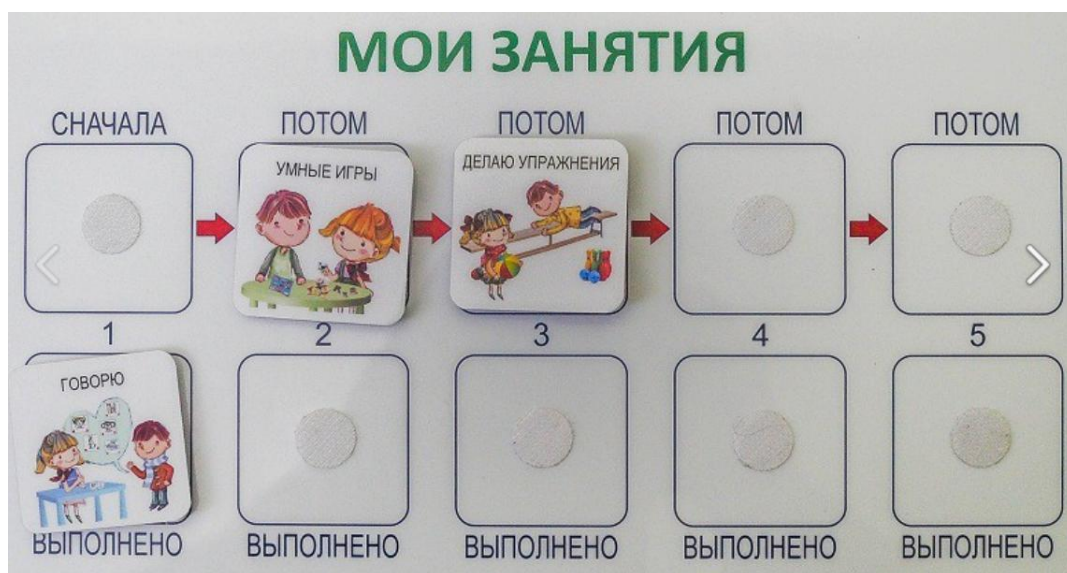 МОИ ЗАНЯТИЯ
СНАЧАЛА ПОТОМ ПОТОМ ПОТОМ ПОТОМ
УМНЫЕ ИГРЫ ДЕЛАЮ УПРАЖНЕНИЯ
1 2 3 4 5
ГОВОРЮ
ВЫПОЛНЕНО ВЫПОЛНЕНО ВЫПОЛНЕНО ВЫПОЛНЕНО ВЫПОЛНЕНО